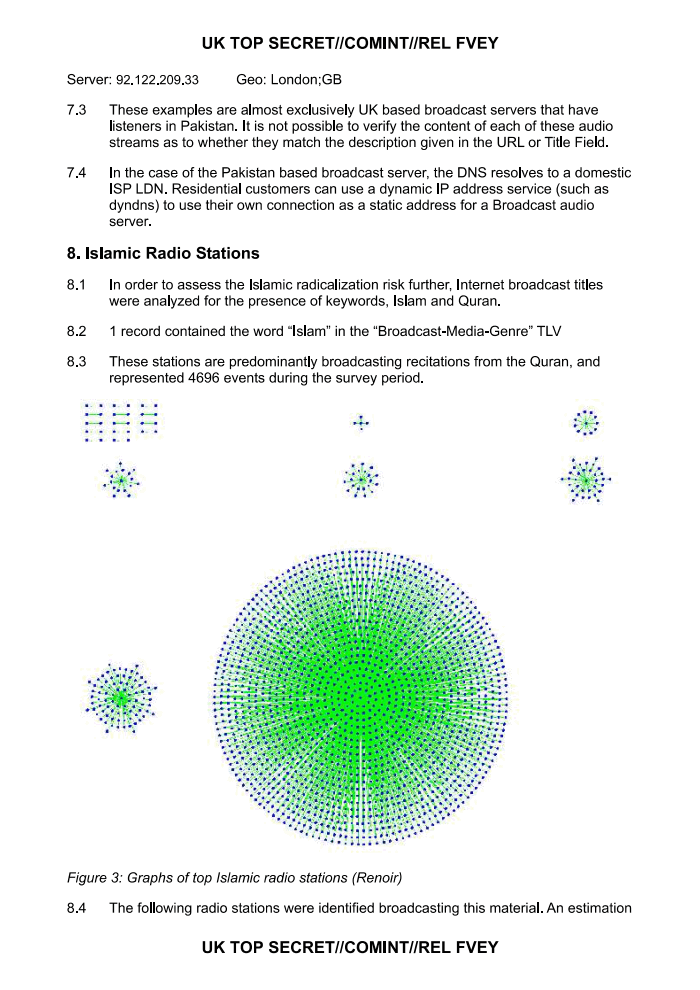 UK TOP SECRET//COMINT//REL FVEY
Server: 92.122.209.33 Geo: London;GB
7.3 These examples are almost exclusively UK based broadcast servers that have
listeners in Pakistan. It is not possible to verify the content of each of these audio
streams as to whether they match the description given in the URL or Title Field.
7.4 In the case of the Pakistan based broadcast server, the DNS resolves to a domestic
ISP LDN. Residential customers can use a dynamic IP address service (such as
dyndns) to use their own connection as a static address for a Broadcast audio
server.
8. Islamic Radio Stations
8.1 In order to assess the Islamic radicalization risk further, Internet broadcast titles
were analyzed for the presence of keywords, Islam and Quran.
8.2 1 record contained the word “Islam” in the “Broadcast-Media-Genre” TLV
8.3 These stations are predominantly broadcasting recitations from the Quran, and
represented 4696 events during the survey period.
Figure 3: Graphs of top Islamic radio stations (Renoir)
8.4 The following radio stations were identified broadcasting this material. An estimation
UK TOP SECRET//COMINT//REL FVEY